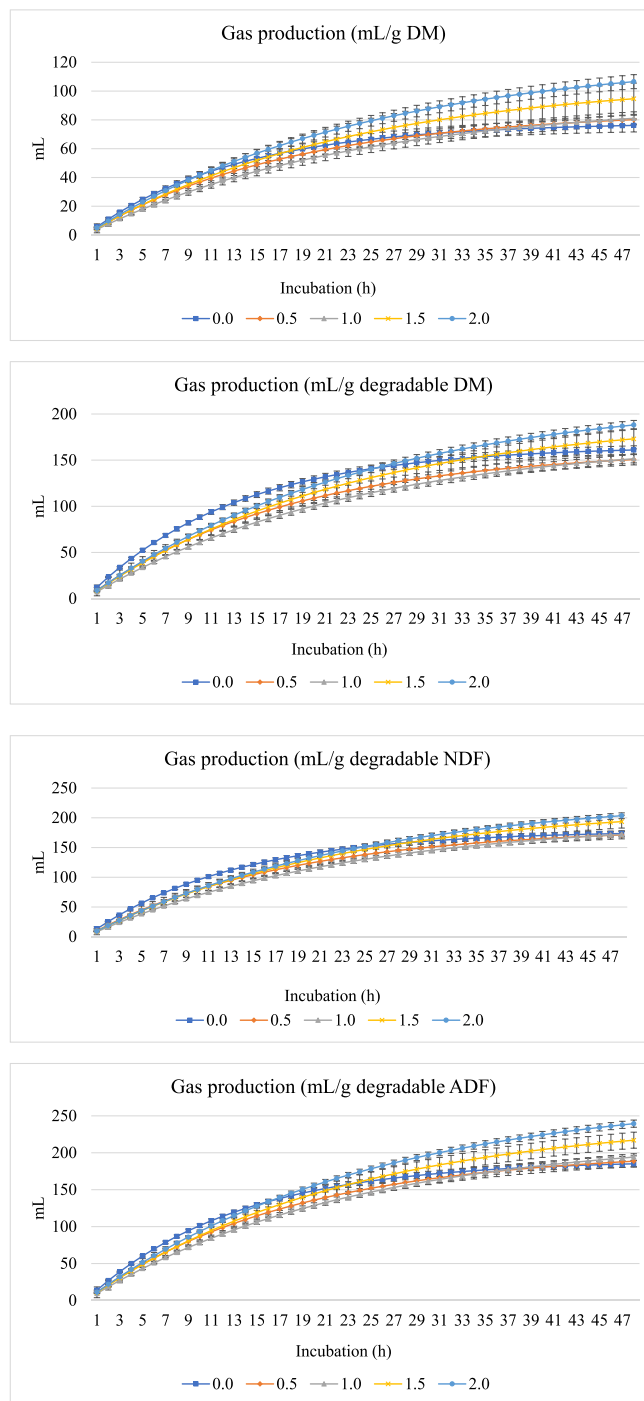 Gas production (mL/g DM)
120
100
80
60
40
20
0
mL
1 3 5 7 9 11 13 15 17 19 21 23 25 27 29 31 33 35 37 39 41 43 45 47
Incubation (h)
0.0 0.5 1.0 1.5 2.0
Gas production (mL/g degradable DM)
200
150
100
50
0
mL
1 3 5 7 9 11 13 15 17 19 21 23 25 27 29 31 33 35 37 39 41 43 45 47
Incubation (h)
0.0 0.5 1.0 1.5 2.0
Gas production (mL/g degradable NDF)
250
200
150
100
50
0
mL
1 3 5 7 9 11 13 15 17 19 21 23 25 27 29 31 33 35 37 39 41 43 45 47
Incubation (h)
0.0 0.5 1.0 1.5 2.0
Gas production (mL/g degradable ADF)
250
200
150
100
50
0
mL
1 3 5 7 9 11 13 15 17 19 21 23 25 27 29 31 33 35 37 39 41 43 45 47
Incubation (h)
0.0 0.5 1.0 1.5 2.0